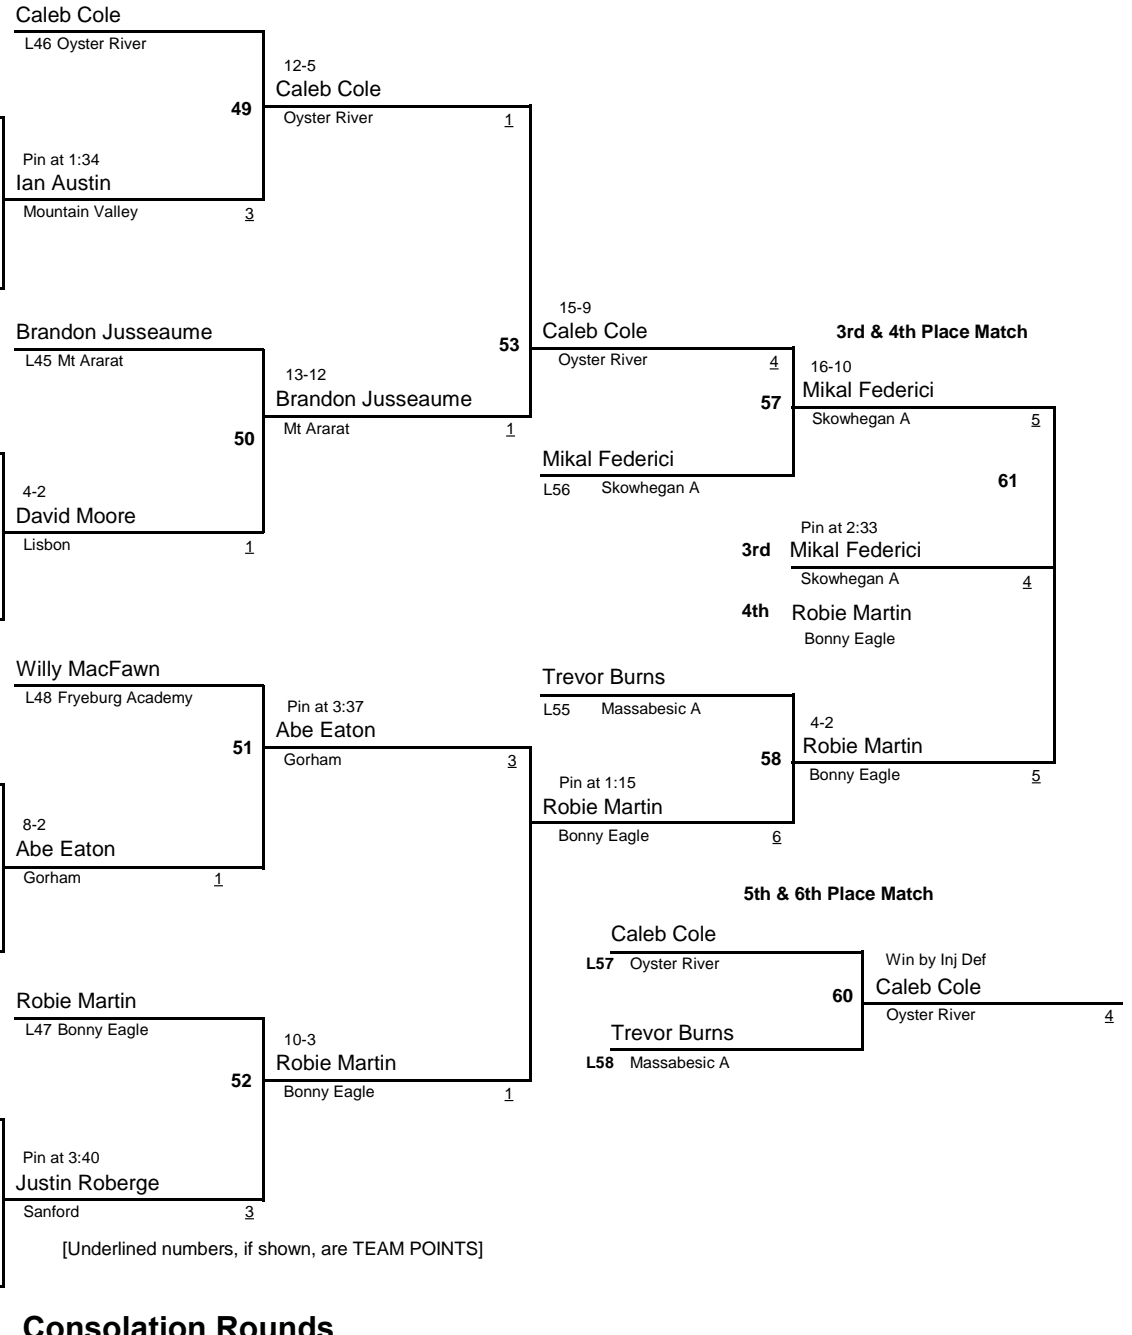 Caleb Cole
L46 Oyster River
49
Pin at 1:34
Ian Austin
Mountain Valley 3
12-5
Caleb Cole
Oyster River 1
Brandon Jusseaume
L45 Mt Ararat
50
4-2
David Moore
Lisbon 1
13-12
Brandon Jusseaume
Mt Ararat 1
53
15-9
Caleb Cole
Oyster River 4
57
Mikal Federici
L56 Skowhegan A
3rd & 4th Place Match
16-10
Mikal Federici
Skowhegan A 5
61
Pin at 2:33
3rd Mikal Federici
Skowhegan A 4
4th Robie Martin
Bonny Eagle
Willy MacFawn
L48 Fryeburg Academy
51
8-2
Abe Eaton
Gorham 1
Pin at 3:37
Abe Eaton
Gorham 3
Trevor Burns
L55 Massabesic A
58
Pin at 1:15
Robie Martin
Bonny Eagle 6
4-2
Robie Martin
Bonny Eagle 5
Robie Martin
L47 Bonny Eagle
52
Pin at 3:40
Justin Roberge
Sanford 3
10-3
Robie Martin
Bonny Eagle 1
5th & 6th Place Match
Caleb Cole
L57 Oyster River
60
Trevor Burns
L58 Massabesic A
Win by Inj Def
Caleb Cole
Oyster River 4
[Underlined numbers, if shown, are TEAM POINTS]
Consolation Rounds